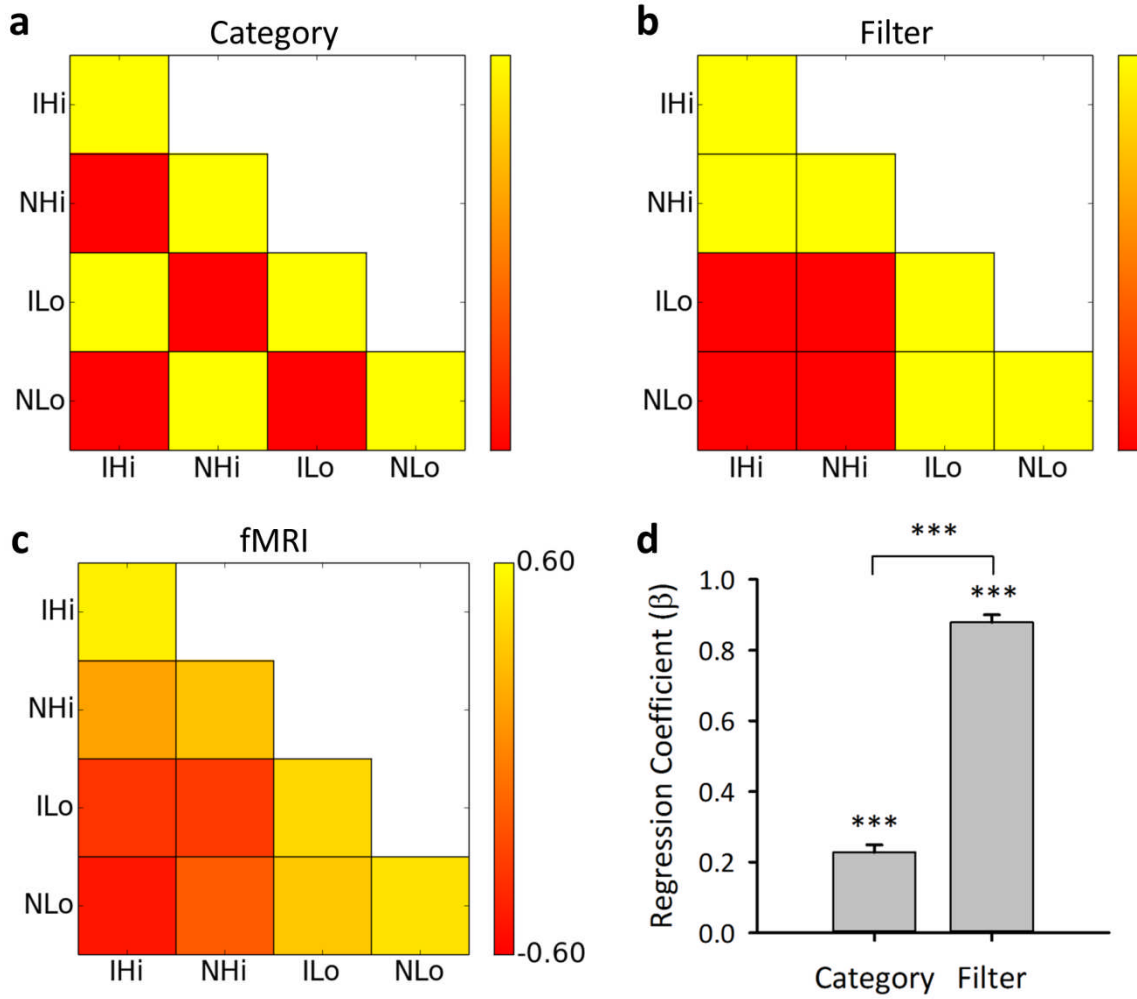 a
Category
IHi
NHi
ILo
NLo
IHi NHi ILo NLo
b
Filter
IHi
NHi
ILo
NLo
IHi NHi ILo NLo
c
fMRI
0.60
IHi
NHi
ILo
NLo
-0.60
IHi NHi ILo NLo
d
***
Regression Coefficient (β)
1.0
0.8
0.6
0.4
0.2
0.0
***
***
Category Filter